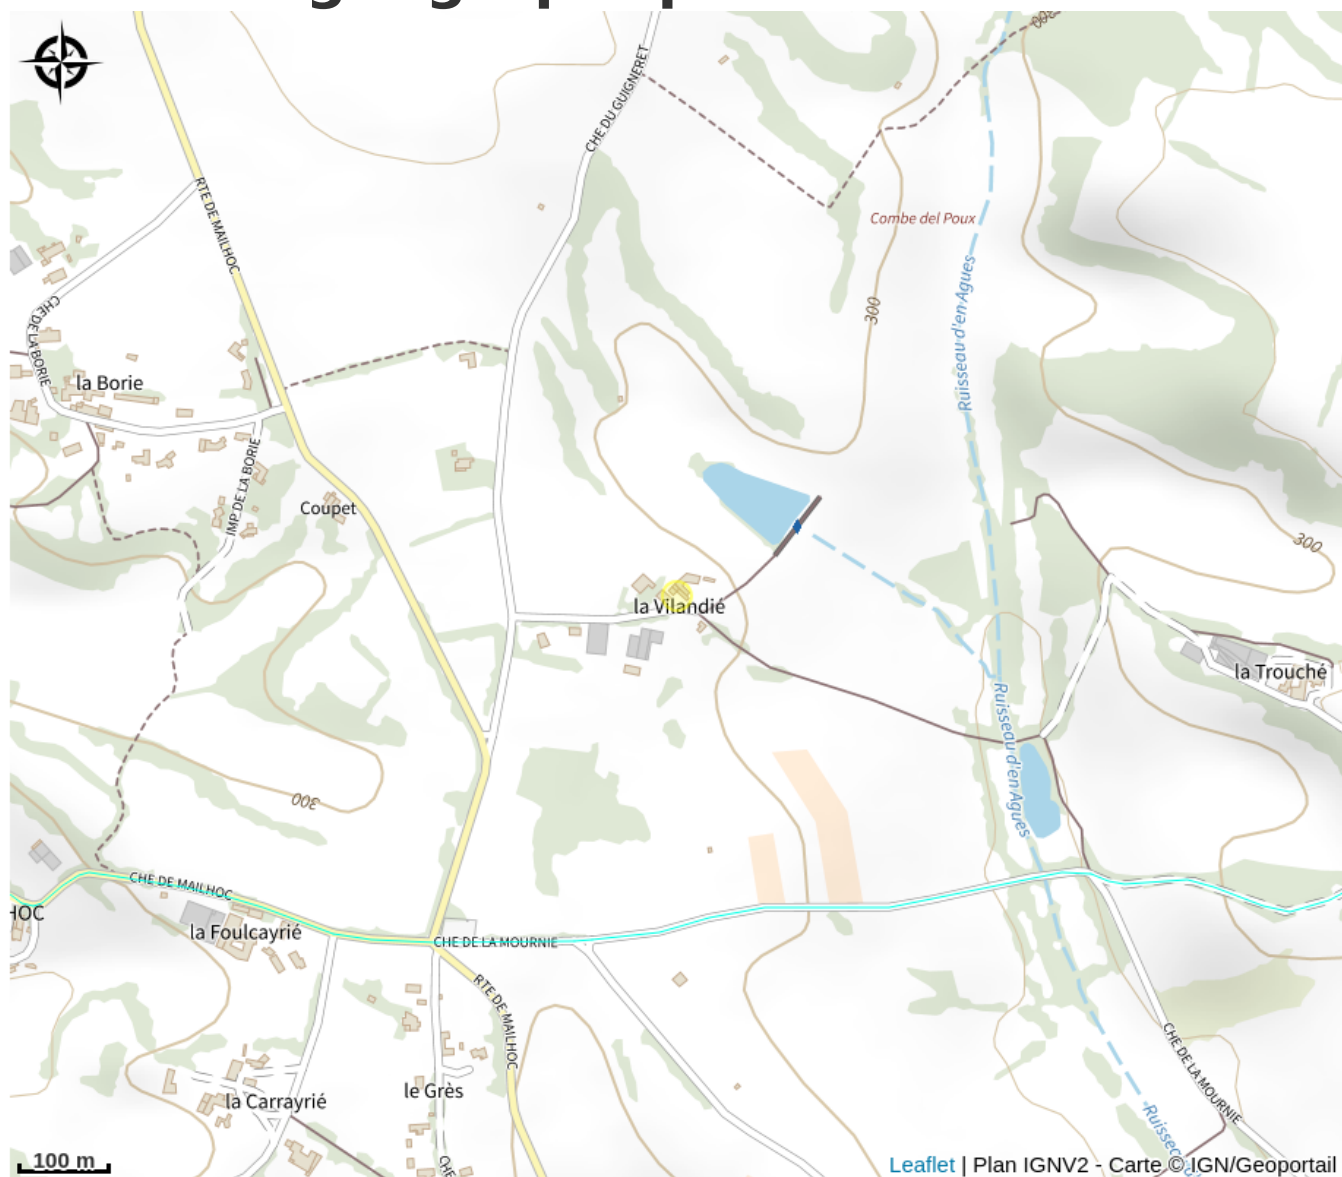 360
CHE DU GUIGNERET
RTE DE MAILHOC
Combe del Poux
Ruisseau d'en Agues
300
CHE DE LA BORIE
la Borie
IMP DE LA BORIE
Coupet
300
la Vilandié
la Trouché
Ruisseau d'en Agues
300
CHE DE MAILHOC
HOC
la Foulcayrié
CHE DE LA MOURNIE
RTE DE MAILHOC
CHE DE LA MOURNIE
le Grès
la Carrayrié
CHE
Ruisseau
100 m
Leaflet | Plan IGNV2 - Carte © IGN/Geoportail